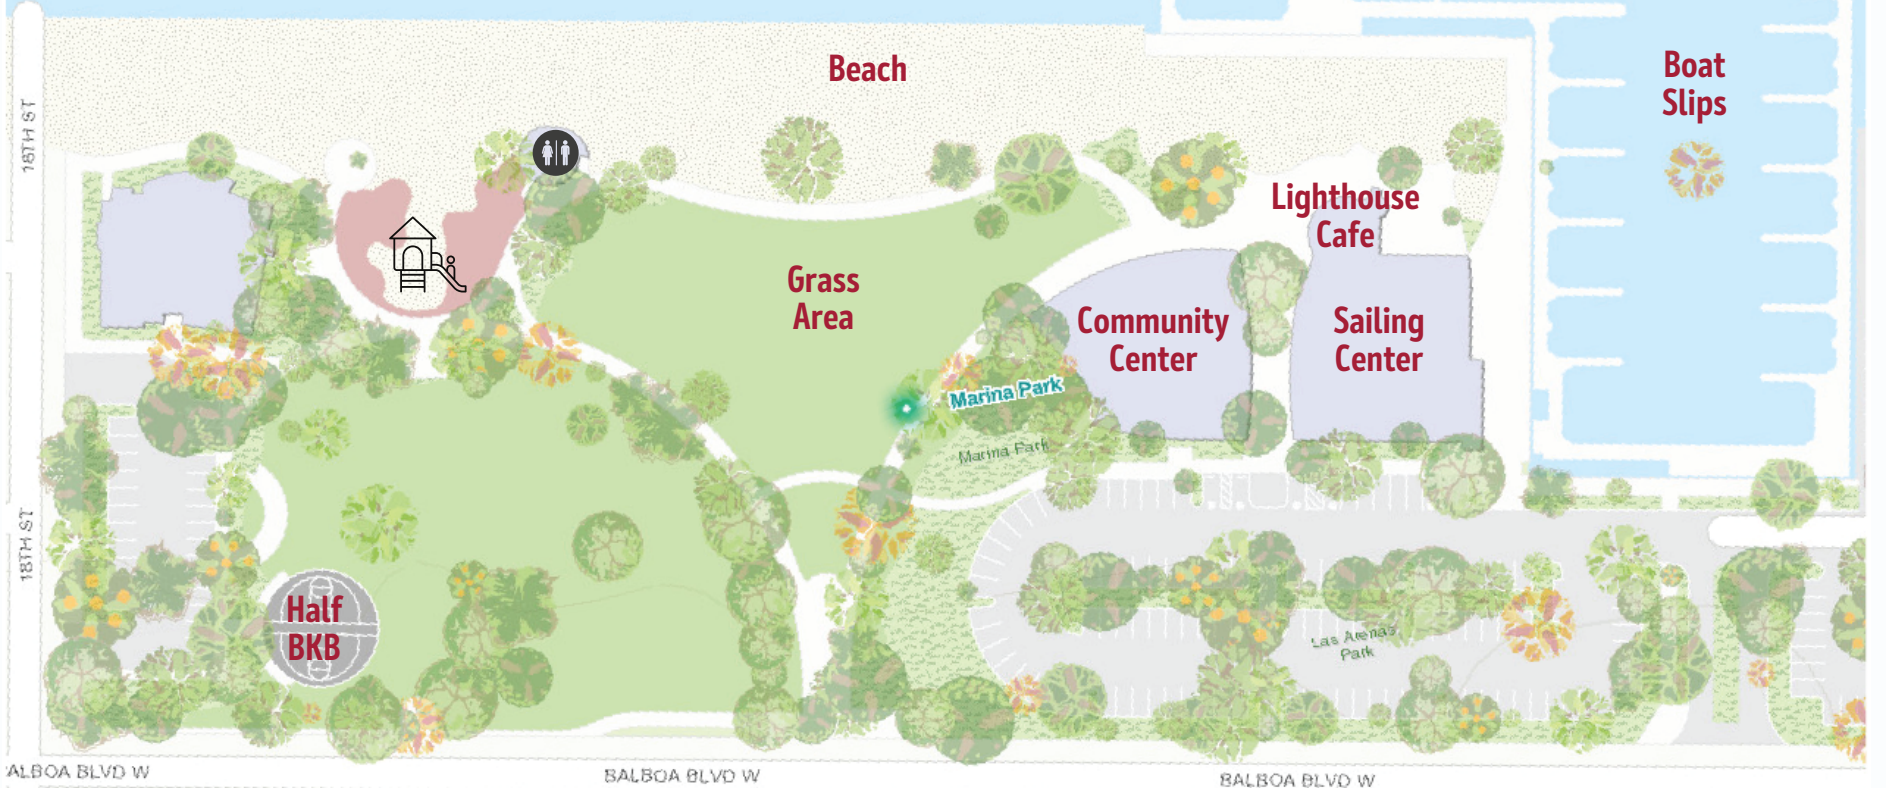 Beach
Boat
Slips
18TH ST
Lighthouse
Cafe
Grass
Area
Community
Center
Sailing
Center
Marina Park
Marina Park
18TH ST
Half
BKB
Las Arenas
Park
ALBOA BLVD W
BALBOA BLVD W
BALBOA BLVD W